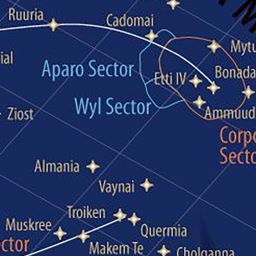 Ruuria
Cadomai
Mytu
ial
Aparo Sector
Etti IV
Bonada
Wyl Sector
Ziost
Ammuud
Corpo
Secto
Almania
Vaynai
Troiken
Muskree
Quermia
ector
Makem Te
Cholganna